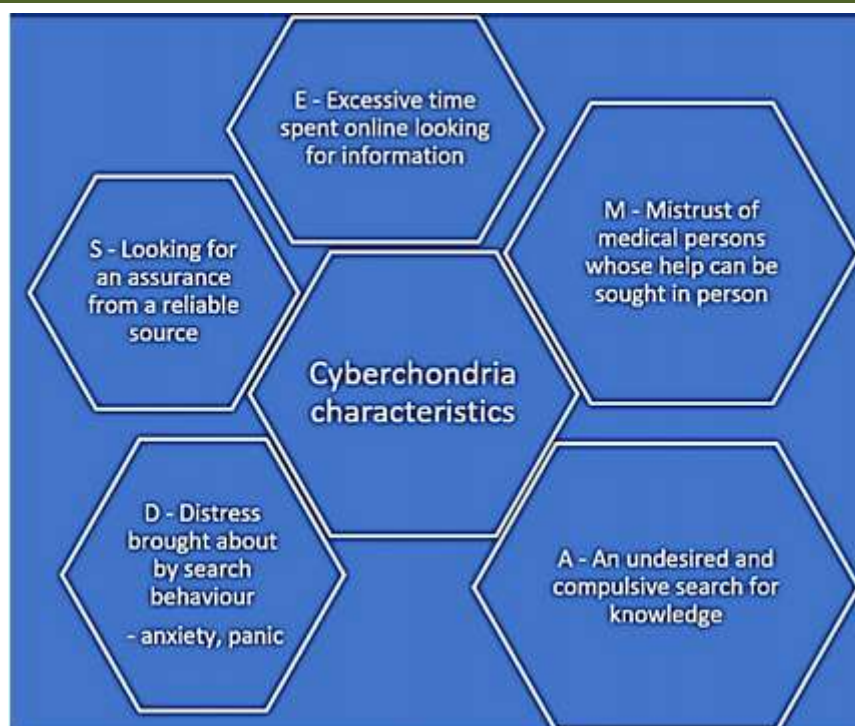 E - Excessive time
spent online looking
for information
M - Mistrust of
medical persons
whose help can be
sought in person
S - Looking for
an assurance
from a reliable
source
Cyberchondria
characteristics
D - Distress
brought about
by search
behaviour
- anxiety, panic
A - An undesired and
compulsive search for
knowledge